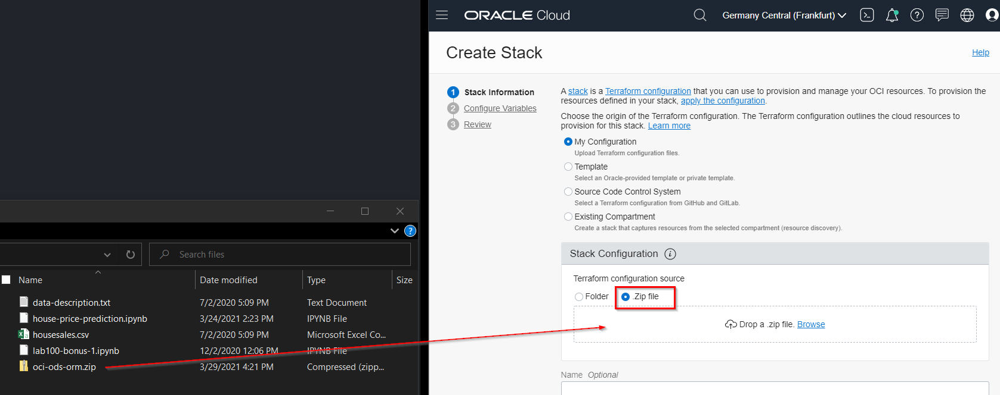 ORACLE Cloud
Germany Central (Frankfurt)
Create Stack
Help
1 Stack Information
2 Configure Variables
3 Review
A stack is a Terraform configuration that you can use to provision and manage your OCI resources. To provision the
resources defined in your stack, apply the configuration.
Choose the origin of the Terraform configuration. The Terraform configuration outlines the cloud resources to
provision for this stack. Learn more
My Configuration
Upload Terraform configuration files.
Template
Select an Oracle-provided template or private template.
Source Code Control System
Select a Terraform configuration from GitHub and GitLab.
Existing Compartment
Create a stack that captures resources from the selected compartment (resource discovery).
Stack Configuration i
Terraform configuration source
Folder .Zip file
Drop a .zip file. Browse
Name Optional
?
Search files
Name Date modified Type Size
data-description.txt 7/2/2020 5:09 PM Text Document
house-price-prediction.ipynb 3/24/2021 2:23 PM IPYNB File
housesales.csv 7/2/2020 5:09 PM Microsoft Excel Co...
lab100-bonus-1.ipynb 12/2/2020 12:06 PM IPYNB File
oci-ods-orm.zip 3/29/2021 4:21 PM Compressed (zipp...